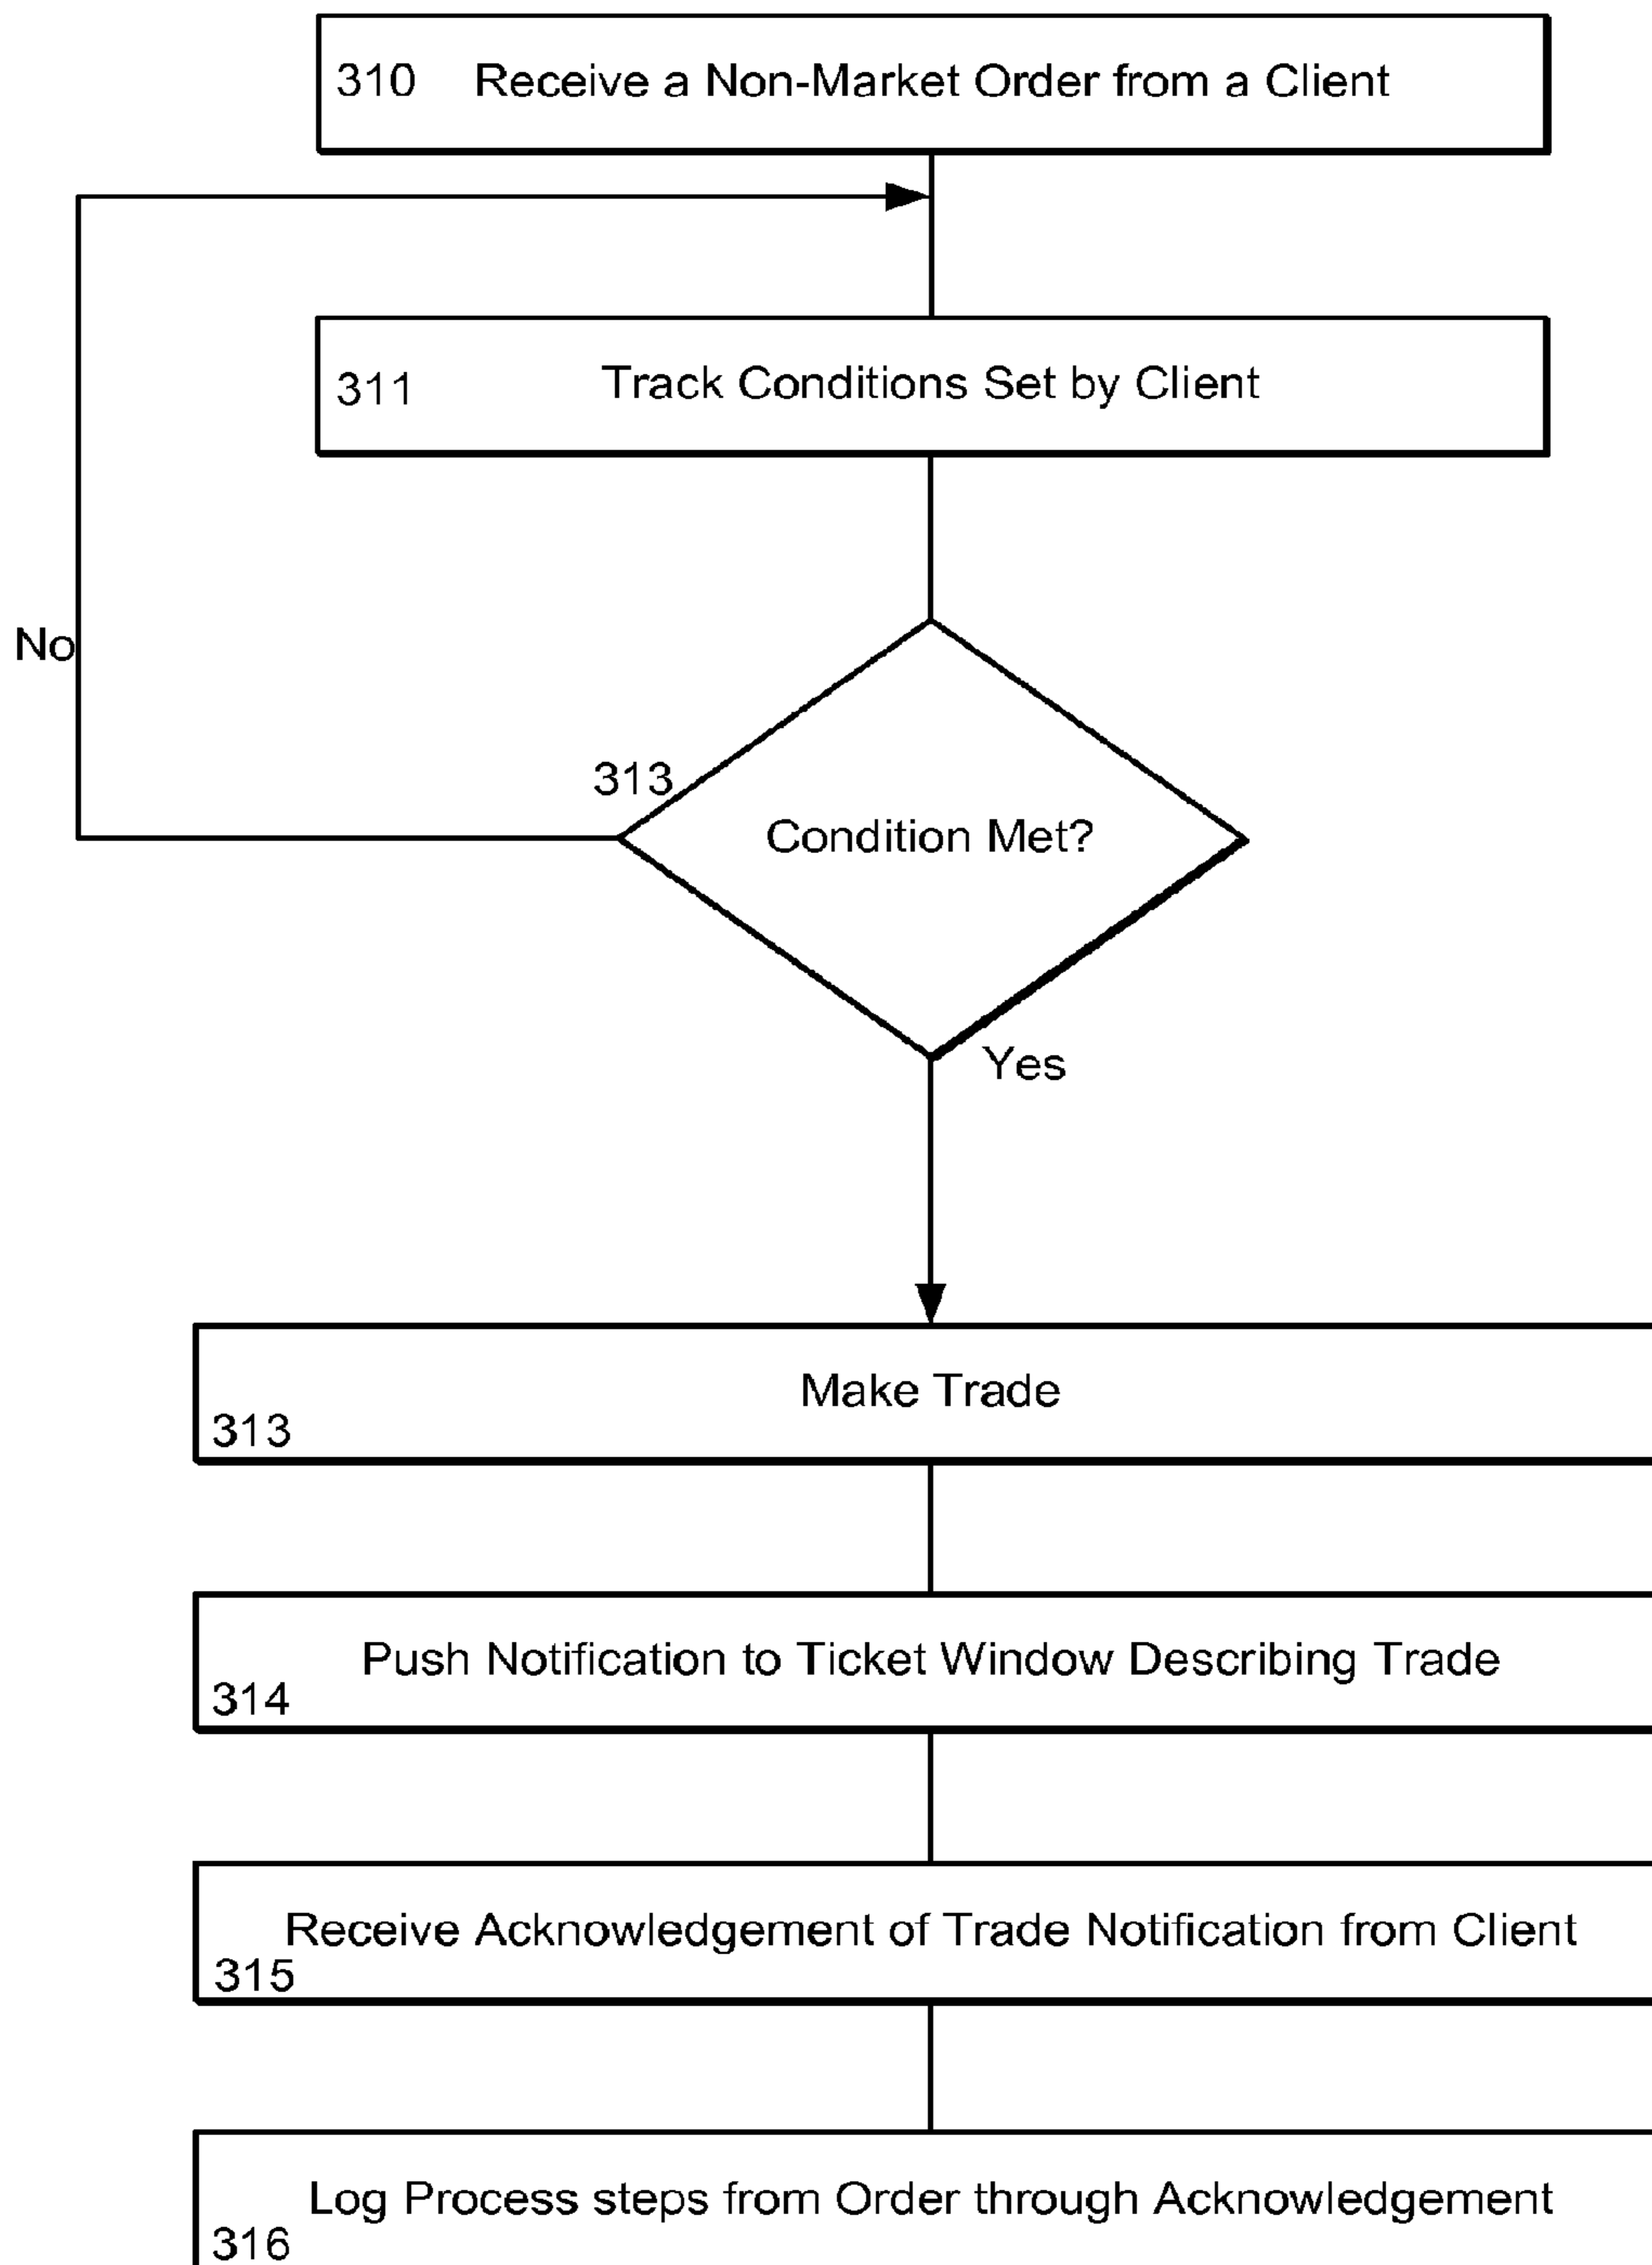 310 Receive a Non-Market Order from a Client
311 Track Conditions Set by Client
No
313
Condition Met?
Yes
Make Trade
313
Push Notification to Ticket Window Describing Trade
314
Receive Acknowledgement of Trade Notification from Client
315
Log Process steps from Order through Acknowledgement
316